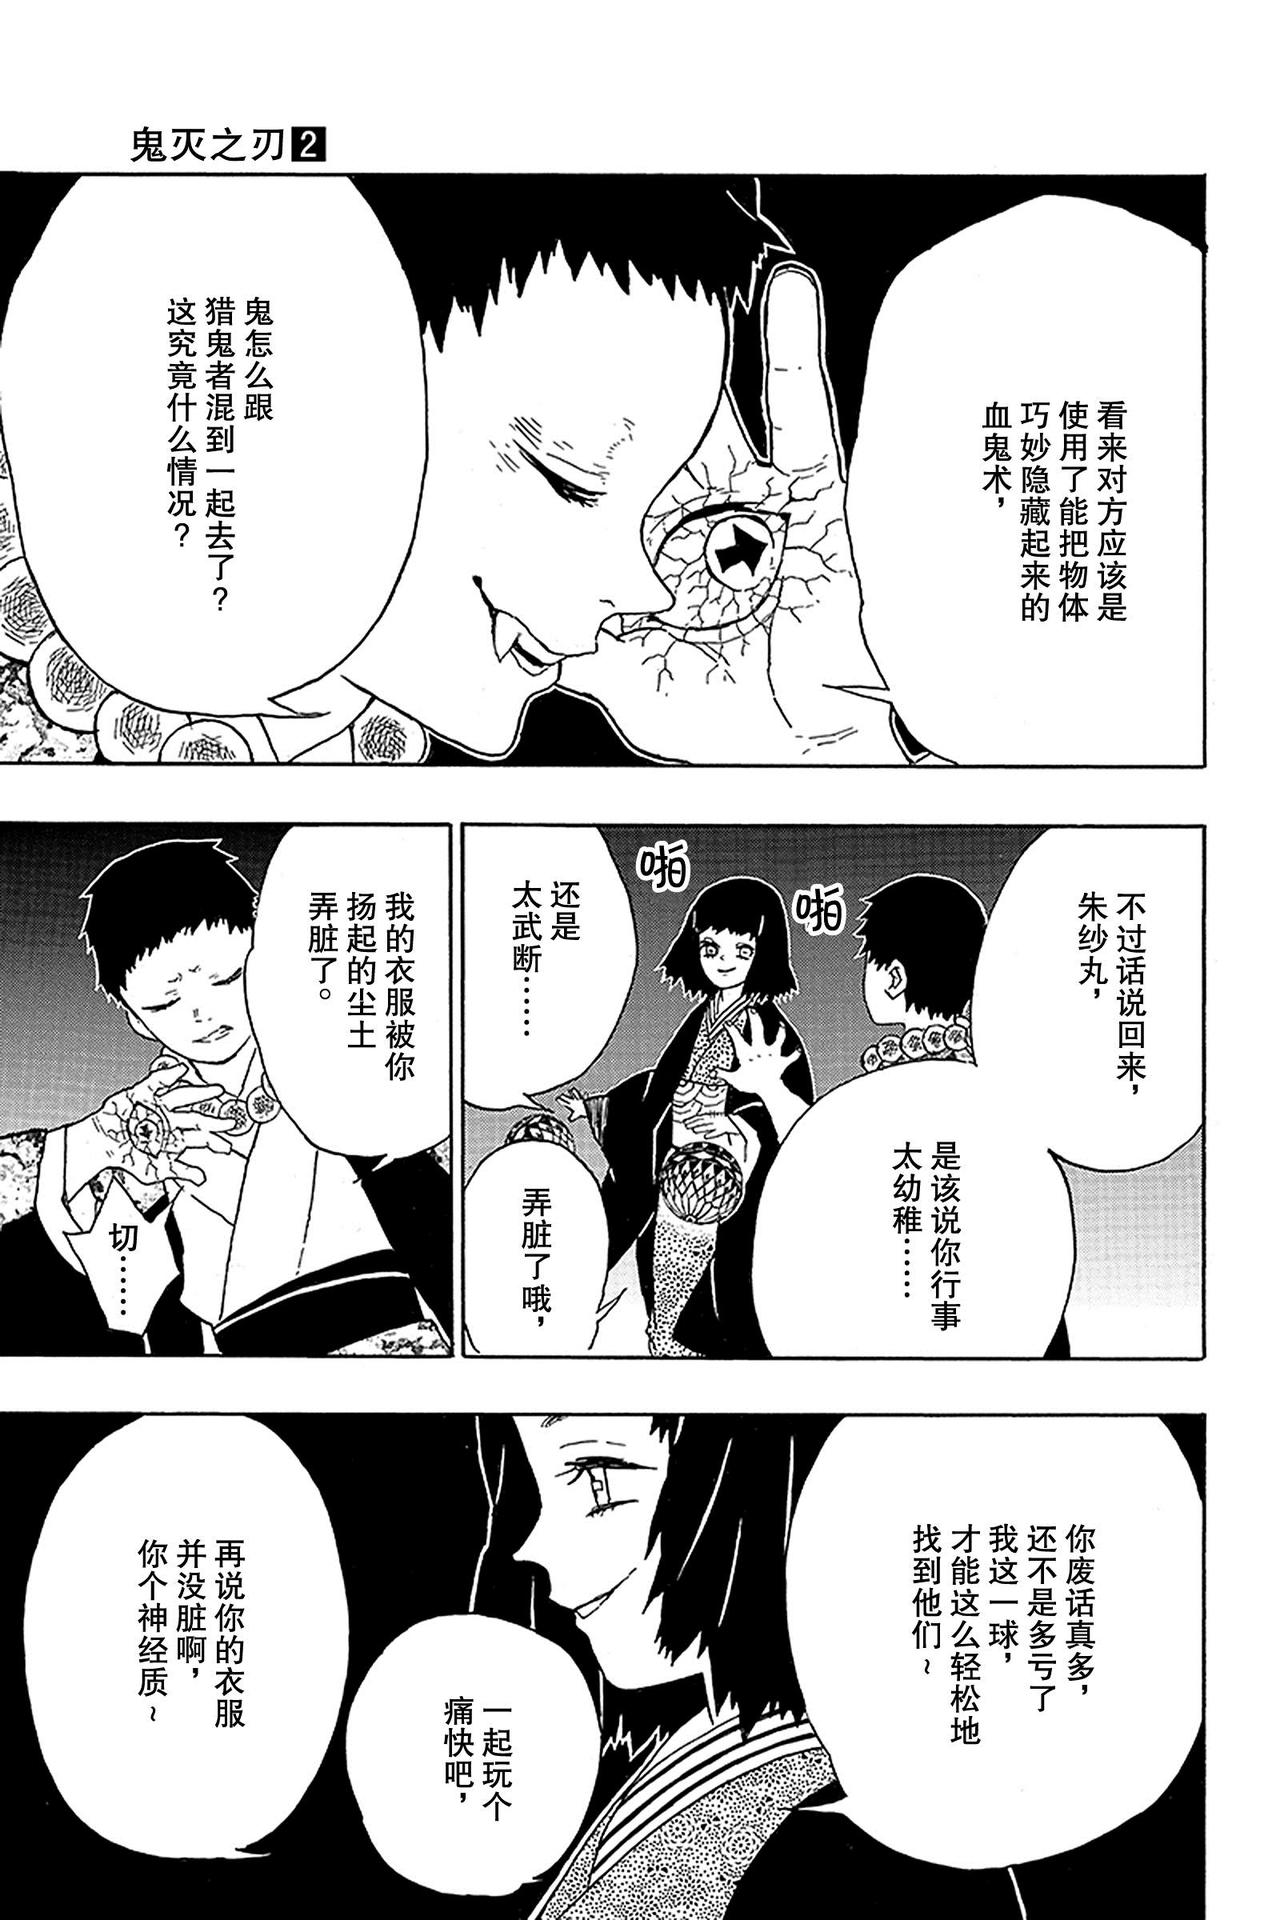 鬼灭之刃2
看来对方应该是
使用了能把物体
巧妙隐藏起来的
血鬼术，
鬼怎么跟
猎鬼者混到一起去了？
这究竟什么情况？
不过话说回来，
朱纱丸，
是该说你行事
太幼稚……
啪
啪
还是
太武断……
弄脏了哦，
我的衣服被你
扬起的尘土
弄脏了。
切……
你废话真多，
还不是多亏了
我这一球，
才能这么轻松地
找到他们~
一起玩个
痛快吧，
再说你的衣服
并没脏啊，
你个神经质~